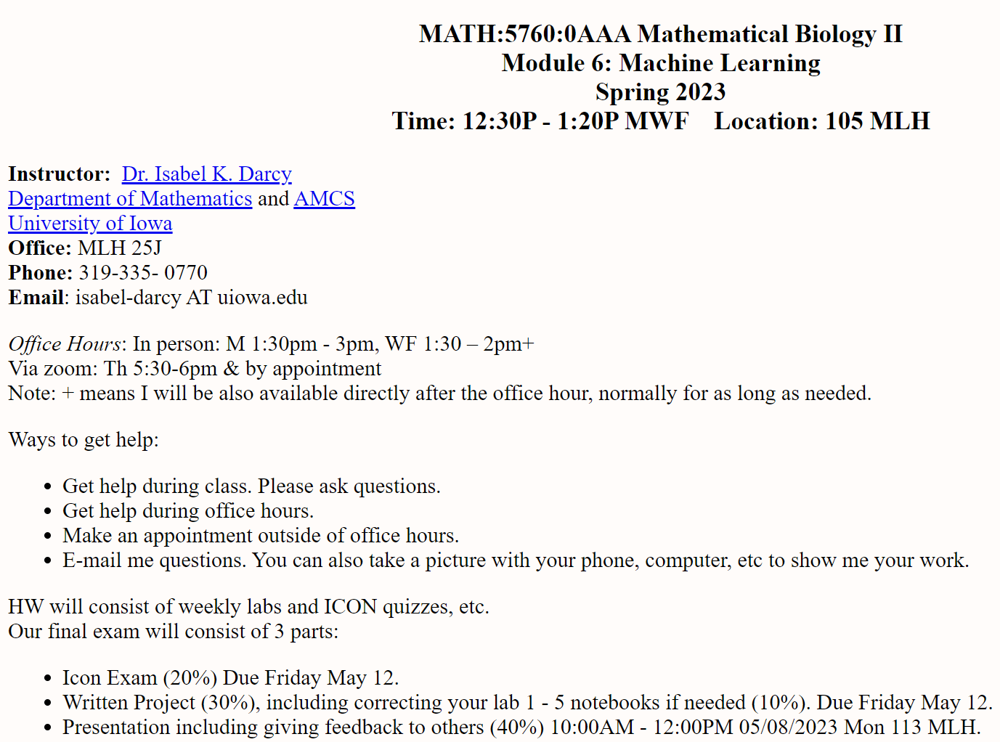 MATH:5760:0AAA Mathematical Biology II
Module 6: Machine Learning
Spring 2023
Time: 12:30P - 1:20P MWF    Location: 105 MLH
Instructor:  Dr. Isabel K. Darcy
Department of Mathematics and AMCS
University of Iowa
Office: MLH 25J
Phone: 319-335- 0770
Email: isabel-darcy AT uiowa.edu
Office Hours: In person: M 1:30pm - 3pm, WF 1:30 – 2pm+
Via zoom: Th 5:30-6pm & by appointment
Note: + means I will be also available directly after the office hour, normally for as long as needed.
Ways to get help:
• Get help during class. Please ask questions.
• Get help during office hours.
• Make an appointment outside of office hours.
• E-mail me questions. You can also take a picture with your phone, computer, etc to show me your work.
HW will consist of weekly labs and ICON quizzes, etc.
Our final exam will consist of 3 parts:
• Icon Exam (20%) Due Friday May 12.
• Written Project (30%), including correcting your lab 1 - 5 notebooks if needed (10%). Due Friday May 12.
• Presentation including giving feedback to others (40%) 10:00AM - 12:00PM 05/08/2023 Mon 113 MLH.